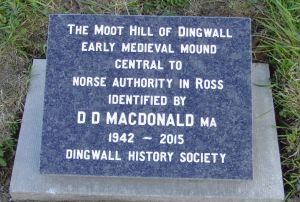 The Moot Hill of Dingwall
early medieval mound
central to
Norse authority in Ross
identified by
D D MACDONALD MA
1942 ~ 2015
Dingwall History Society